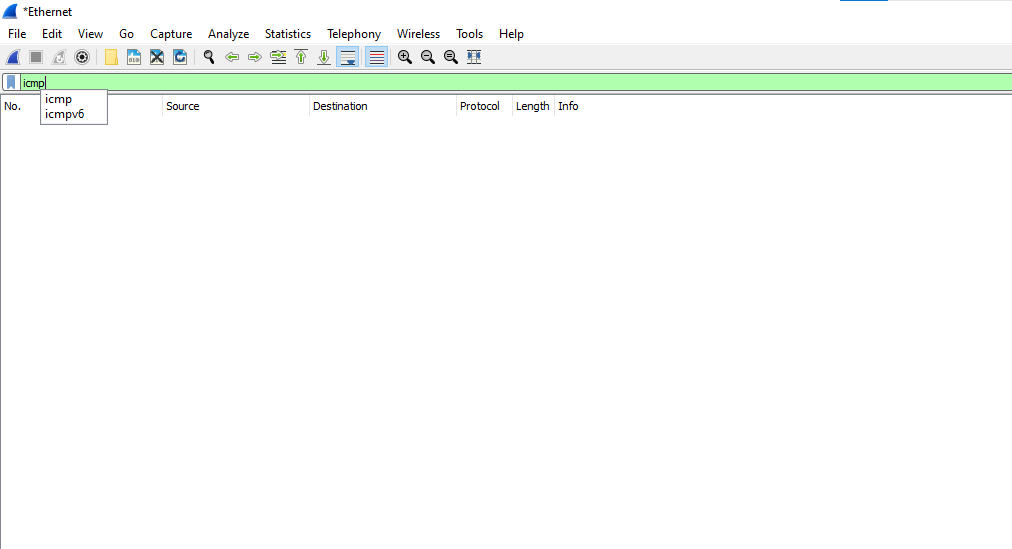 *Ethernet
File Edit View Go Capture Analyze Statistics Telephony Wireless Tools Help
icmp
icmp
icmpv6
No. Source Destination Protocol Length Info